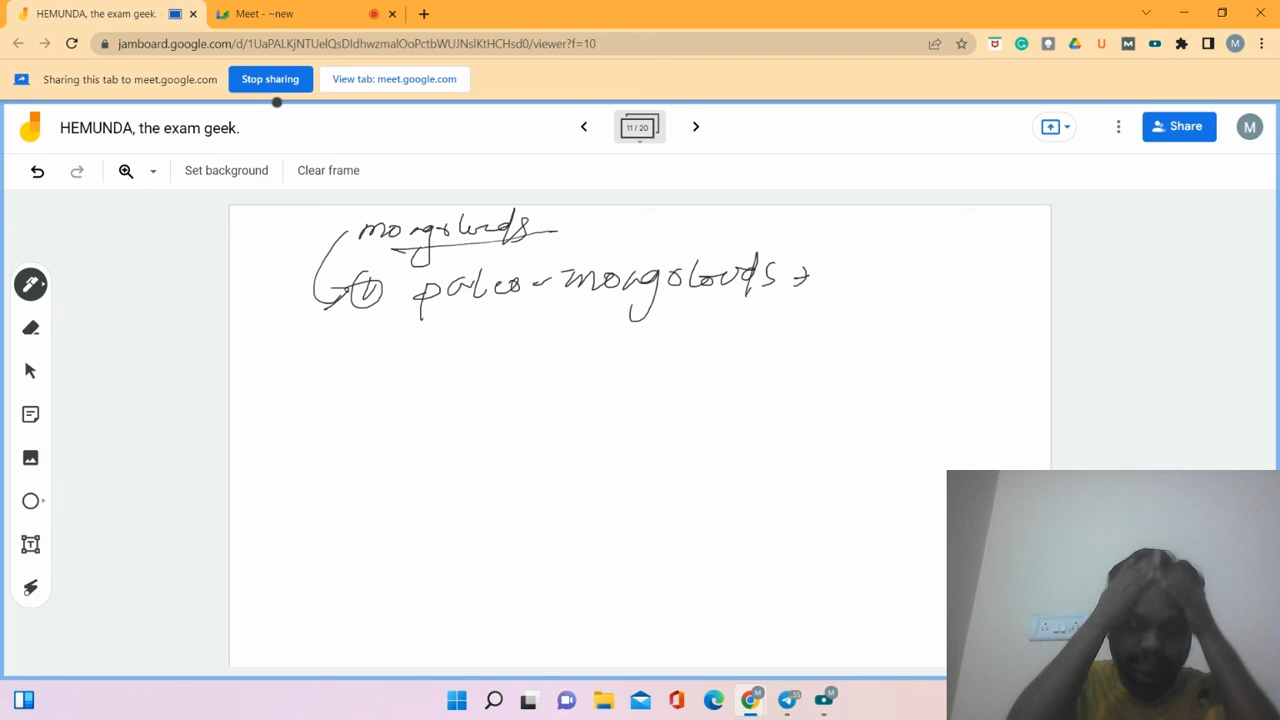 HEMUNDA, the exam geek.
Meet - ~new
jamboard.google.com/d/1UaPALKjNTUelQsDIdhwzmalOoPctbWUJNslKtHCHsd0/viewer?f=10
Sharing this tab to meet.google.com
Stop sharing
View tab: meet.google.com
HEMUNDA, the exam geek.
11 / 20
Share
M
Set background
Clear frame
mongoloids
① paleo-mongoloids →